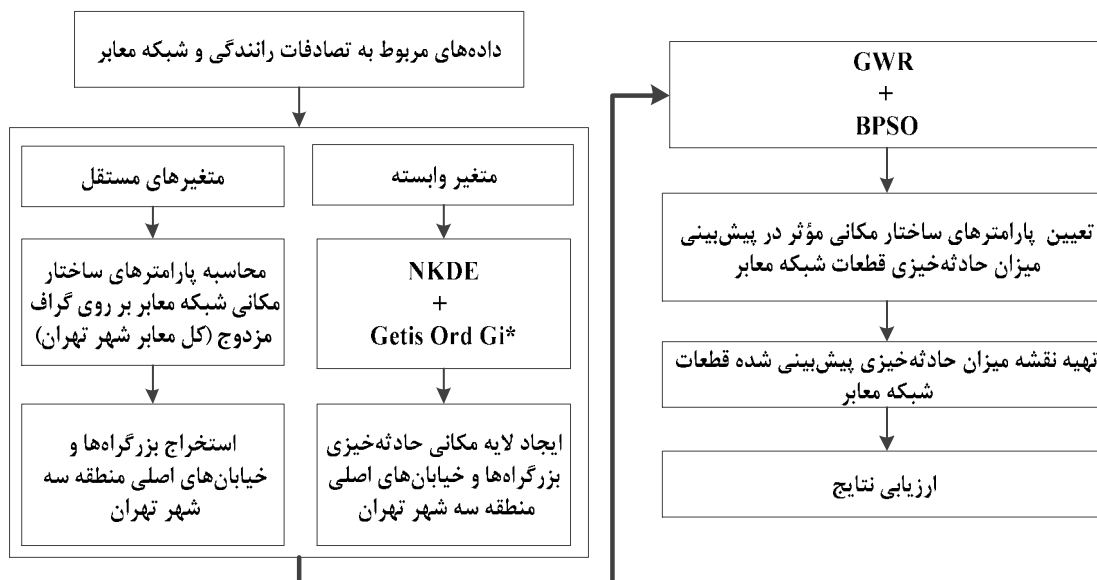 داده‌های مربوط به تصادفات رانندگی و شبکه معابر
متغیر وابسته
NKDE
+
Getis Ord Gi*
ایجاد لایه مکانی حادثه‌خیزی
بزرگراه‌ها و خیابان‌های اصلی
منطقه سه شهر تهران
متغیرهای مستقل
محاسبه پارامترهای ساختار
مکانی شبکه معابر بر روی گراف
مزدوج (کل معابر شهر تهران)
استخراج بزرگراه‌ها و
خیابان‌های اصلی منطقه سه
شهر تهران
GWR
+
BPSO
تعیین پارامترهای ساختار مکانی مؤثر در پیش‌بینی
میزان حادثه‌خیزی قطعات شبکه معابر
تهیه نقشه میزان حادثه‌خیزی پیش‌بینی شده قطعات
شبکه معابر
ارزیابی نتایج